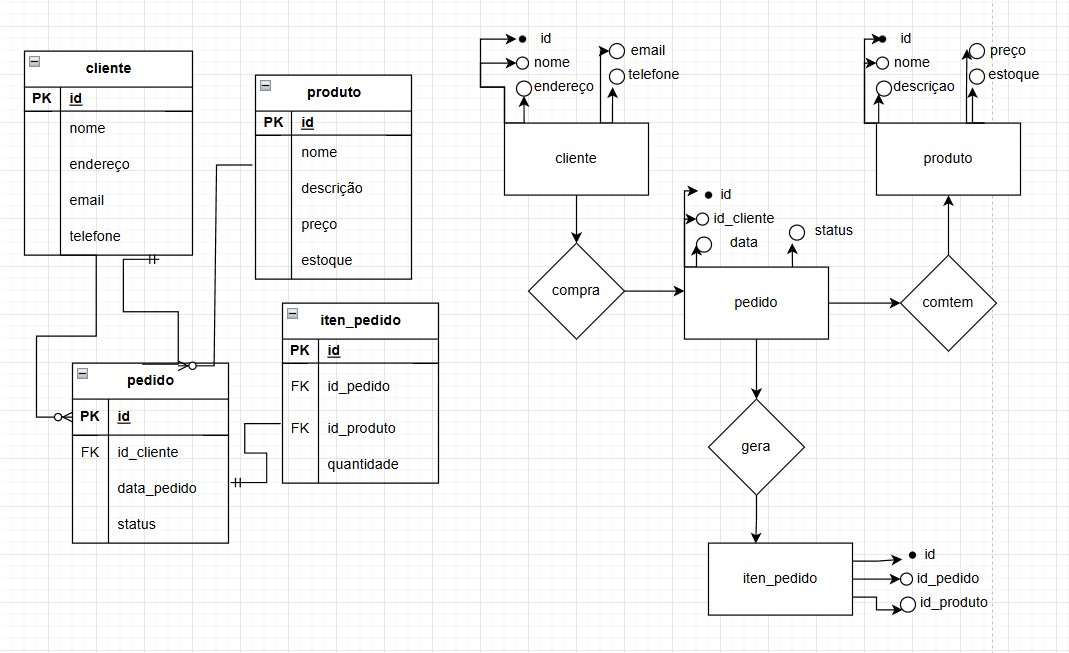 cliente
PK id
nome
endereço
email
telefone
produto
PK id
nome
descrição
preço
estoque
iten_pedido
PK id
FK id_pedido
FK id_produto
quantidade
pedido
PK id
FK id_cliente
data_pedido
status
id
nome
endereço
email
telefone
cliente
compra
id
id_cliente
data
status
pedido
id
nome
descriçao
preço
estoque
produto
comtem
gera
iten_pedido
id
id_pedido
id_produto